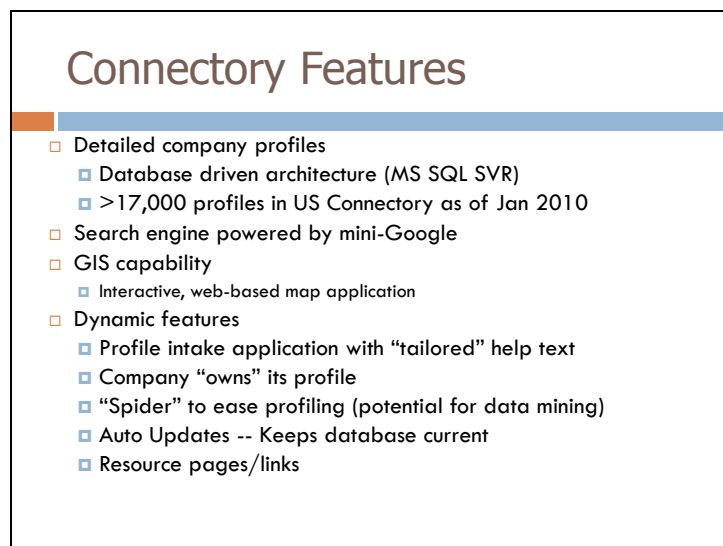 Connectory Features
Detailed company profiles
Database driven architecture (MS SQL SVR)
>17,000 profiles in US Connectory as of Jan 2010
Search engine powered by mini-Google
GIS capability
Interactive, web-based map application
Dynamic features
Profile intake application with “tailored” help text
Company “owns” its profile
“Spider” to ease profiling (potential for data mining)
Auto Updates -- Keeps database current
Resource pages/links